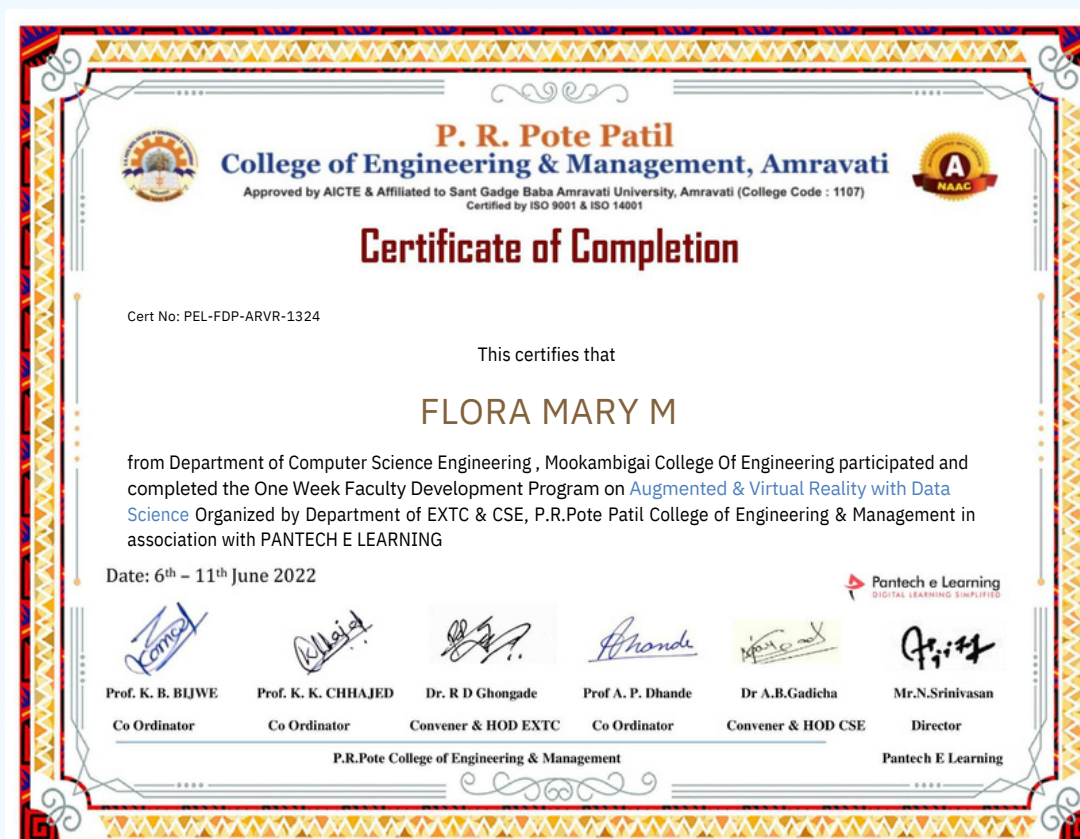 P. R. Pote Patil
College of Engineering & Management, Amravati
Approved by AICTE & Affiliated to Sant Gadge Baba Amravati University, Amravati (College Code : 1107)
Certified by ISO 9001 & ISO 14001
A
NAAC
Certificate of Completion
Cert No: PEL-FDP-ARVR-1324
This certifies that
FLORA MARY M
from Department of Computer Science Engineering , Mookambigai College Of Engineering participated and
completed the One Week Faculty Development Program on Augmented & Virtual Reality with Data
Science Organized by Department of EXTC & CSE, P.R.Pote Patil College of Engineering & Management in
association with PANTECH E LEARNING
Date: 6th – 11th June 2022
Pantech e Learning
DIGITAL LEARNING SIMPLIFIED
Prof. K. B. BIJWE Prof. K. K. CHHAJED Dr. R D Ghongade Prof A. P. Dhande Dr A.B.Gadicha Mr.N.Srinivasan
Co Ordinator Co Ordinator Convener & HOD EXTC Co Ordinator Convener & HOD CSE Director
P.R.Pote College of Engineering & Management Pantech E Learning